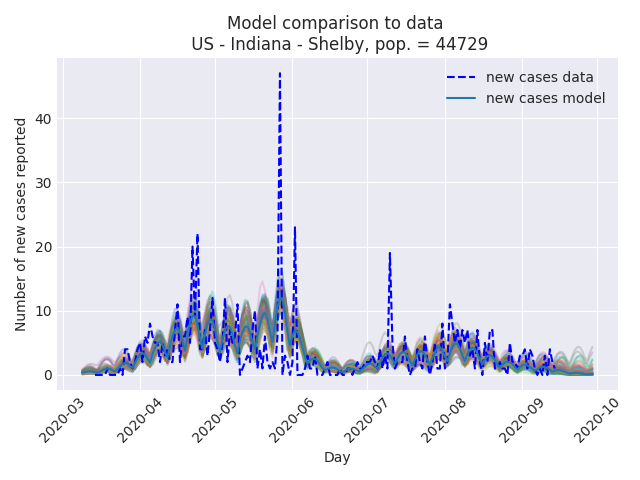 Model comparison to data
US - Indiana - Shelby, pop. = 44729
new cases data
new cases model
Number of new cases reported
40
30
20
10
0
2020-03
2020-04
2020-05
2020-06
2020-07
2020-08
2020-09
2020-10
Day